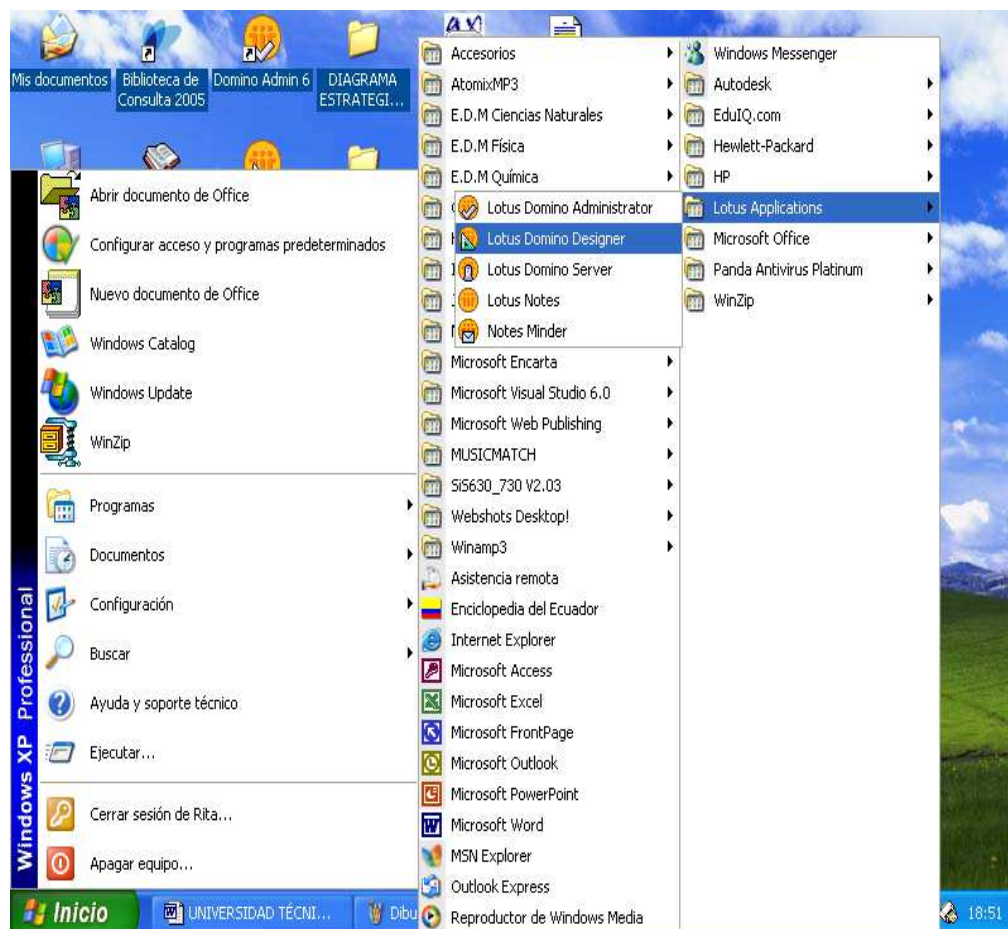 Mis documentos
Biblioteca de
Consulta 2005
Domino Admin 6
DIAGRAMA
ESTRATEGI...
Abrir documento de Office
Configurar acceso y programas predeterminados
Nuevo documento de Office
Windows Catalog
Windows Update
WinZip
Programas
Documentos
Configuración
Buscar
Ayuda y soporte técnico
Ejecutar...
Cerrar sesión de Rita...
Apagar equipo...
Windows XP Professional
Accesorios
AtomixMP3
E.D.M Ciencias Naturales
E.D.M Física
E.D.M Química
Microsoft Encarta
Microsoft Visual Studio 6.0
Microsoft Web Publishing
MUSICMATCH
SiS630_730 V2.03
Webshots Desktop!
Winamp3
Asistencia remota
Enciclopedia del Ecuador
Internet Explorer
Microsoft Access
Microsoft Excel
Microsoft FrontPage
Microsoft Outlook
Microsoft PowerPoint
Microsoft Word
MSN Explorer
Outlook Express
Reproductor de Windows Media
Lotus Domino Administrator
Lotus Domino Designer
Lotus Domino Server
Lotus Notes
Notes Minder
Windows Messenger
Autodesk
EduIQ.com
Hewlett-Packard
HP
Lotus Applications
Microsoft Office
Panda Antivirus Platinum
WinZip
Inicio
UNIVERSIDAD TÉCNI...
Dibu
18:51